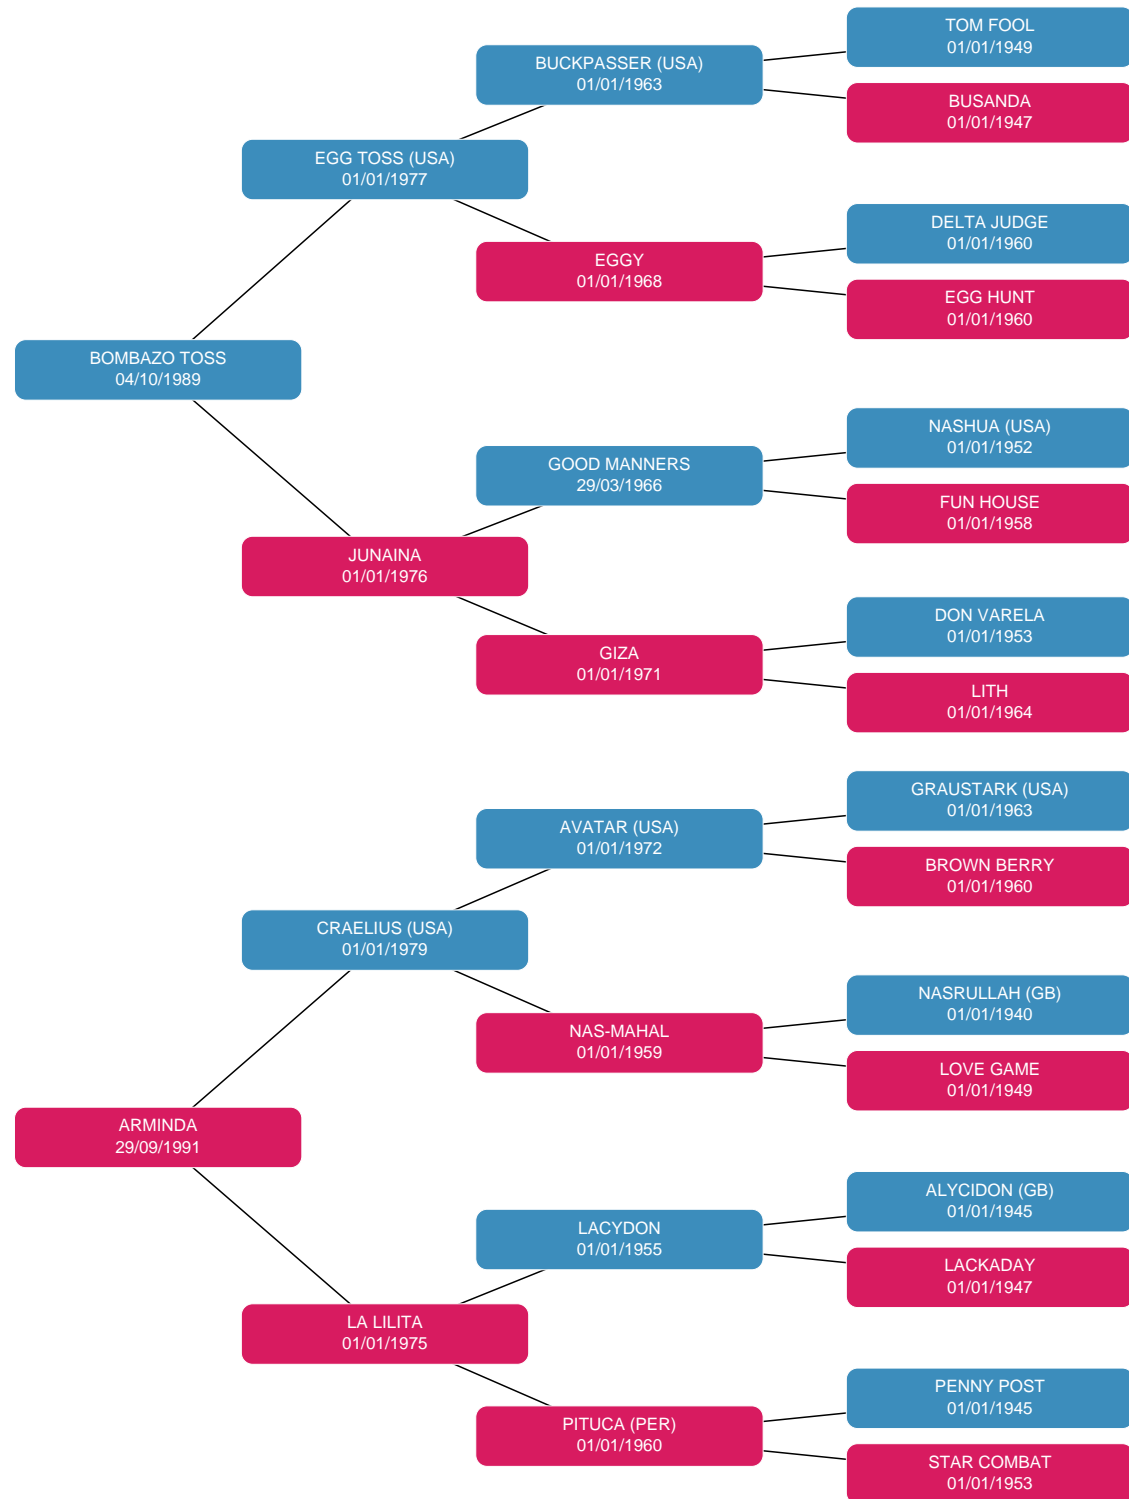 TOM FOOL
01/01/1949
BUCKPASSER (USA)
01/01/1963
BUSANDA
01/01/1947
EGG TOSS (USA)
01/01/1977
DELTA JUDGE
01/01/1960
EGGY
01/01/1968
EGG HUNT
01/01/1960
BOMBAZO TOSS
04/10/1989
NASHUA (USA)
01/01/1952
GOOD MANNERS
29/03/1966
FUN HOUSE
01/01/1958
JUNAINA
01/01/1976
DON VARELA
01/01/1953
GIZA
01/01/1971
LITH
01/01/1964
GRAUSTARK (USA)
01/01/1963
AVATAR (USA)
01/01/1972
BROWN BERRY
01/01/1960
CRAELIUS (USA)
01/01/1979
NASRULLAH (GB)
01/01/1940
NAS-MAHAL
01/01/1959
LOVE GAME
01/01/1949
ARMINDA
29/09/1991
ALYCIDON (GB)
01/01/1945
LACYDON
01/01/1955
LACKADAY
01/01/1947
LA LILITA
01/01/1975
PENNY POST
01/01/1945
PITUCA (PER)
01/01/1960
STAR COMBAT
01/01/1953